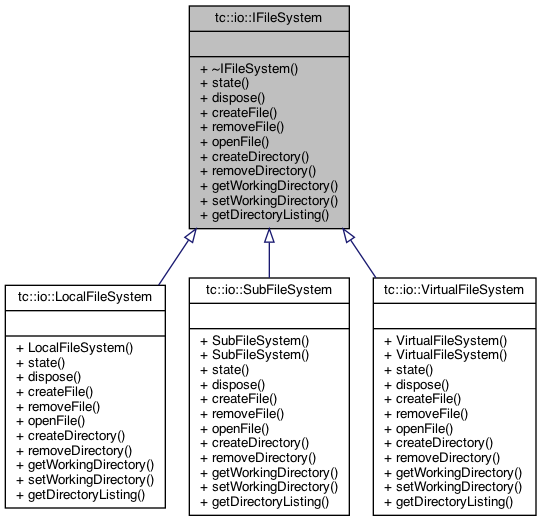 tc::io::IFileSystem
+ ~IFileSystem()
+ state()
+ dispose()
+ createFile()
+ removeFile()
+ openFile()
+ createDirectory()
+ removeDirectory()
+ getWorkingDirectory()
+ setWorkingDirectory()
+ getDirectoryListing()
tc::io::LocalFileSystem
+ LocalFileSystem()
+ state()
+ dispose()
+ createFile()
+ removeFile()
+ openFile()
+ createDirectory()
+ removeDirectory()
+ getWorkingDirectory()
+ setWorkingDirectory()
+ getDirectoryListing()
tc::io::SubFileSystem
+ SubFileSystem()
+ SubFileSystem()
+ state()
+ dispose()
+ createFile()
+ removeFile()
+ openFile()
+ createDirectory()
+ removeDirectory()
+ getWorkingDirectory()
+ setWorkingDirectory()
+ getDirectoryListing()
tc::io::VirtualFileSystem
+ VirtualFileSystem()
+ VirtualFileSystem()
+ state()
+ dispose()
+ createFile()
+ removeFile()
+ openFile()
+ createDirectory()
+ removeDirectory()
+ getWorkingDirectory()
+ setWorkingDirectory()
+ getDirectoryListing()